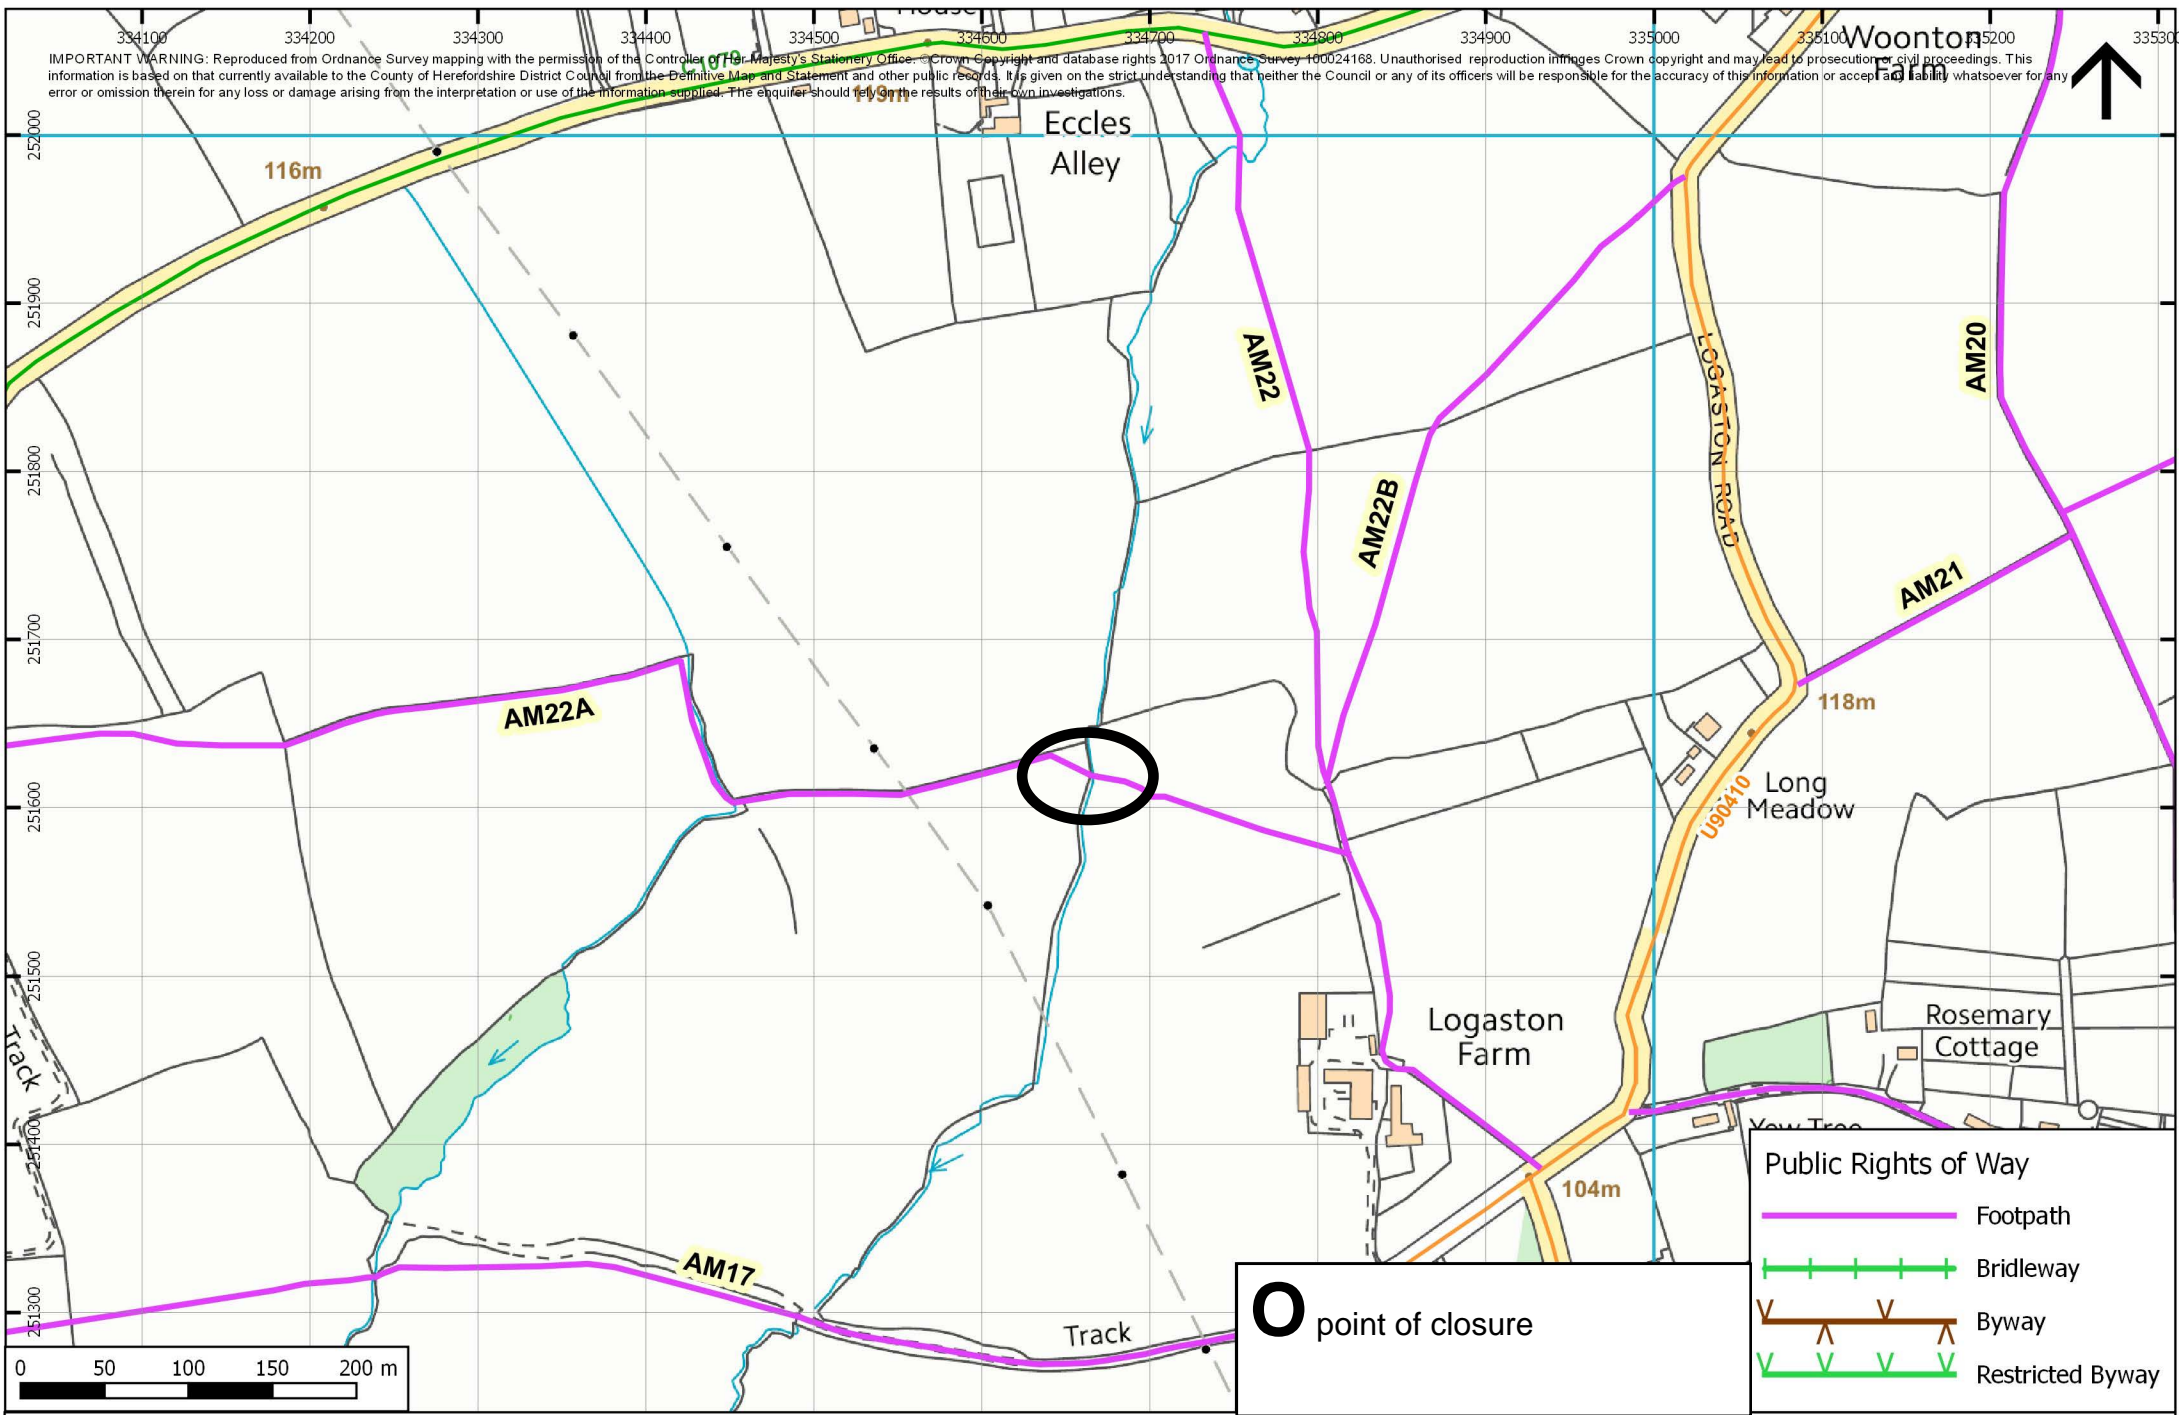 House
334100 334200 334300 334400 334500 334600 334700 334800 334900 335000 335100 335200 335300
IMPORTANT WARNING: Reproduced from Ordnance Survey mapping with the permission of the Controller of Her Majesty's Stationery Office. ©Crown Copyright and database rights 2017 Ordnance Survey 100024168. Unauthorised reproduction infringes Crown copyright and may lead to prosecution or civil proceedings. This
information is based on that currently available to the County of Herefordshire District Council from the Definitive Map and Statement and other public records. It is given on the strict understanding that neither the Council or any of its officers will be responsible for the accuracy of this information or accept any liability whatsoever for any
error or omission therein for any loss or damage arising from the interpretation or use of the information supplied. The enquirer should rely on the results of their own investigations.
C1079
119m
Woonton
Farm
Eccles
Alley
116m
252000
251900
251800
251700
251600
251500
251400
251300
AM22
AM20
LOGASTON ROAD
AM22B
AM21
AM22A
118m
Long
Meadow
U90410
Logaston
Farm
Rosemary
Cottage
Track
Yew Tree
104m
AM17
Track
0 50 100 150 200 m
O point of closure
Public Rights of Way
Footpath
Bridleway
Byway
Restricted Byway